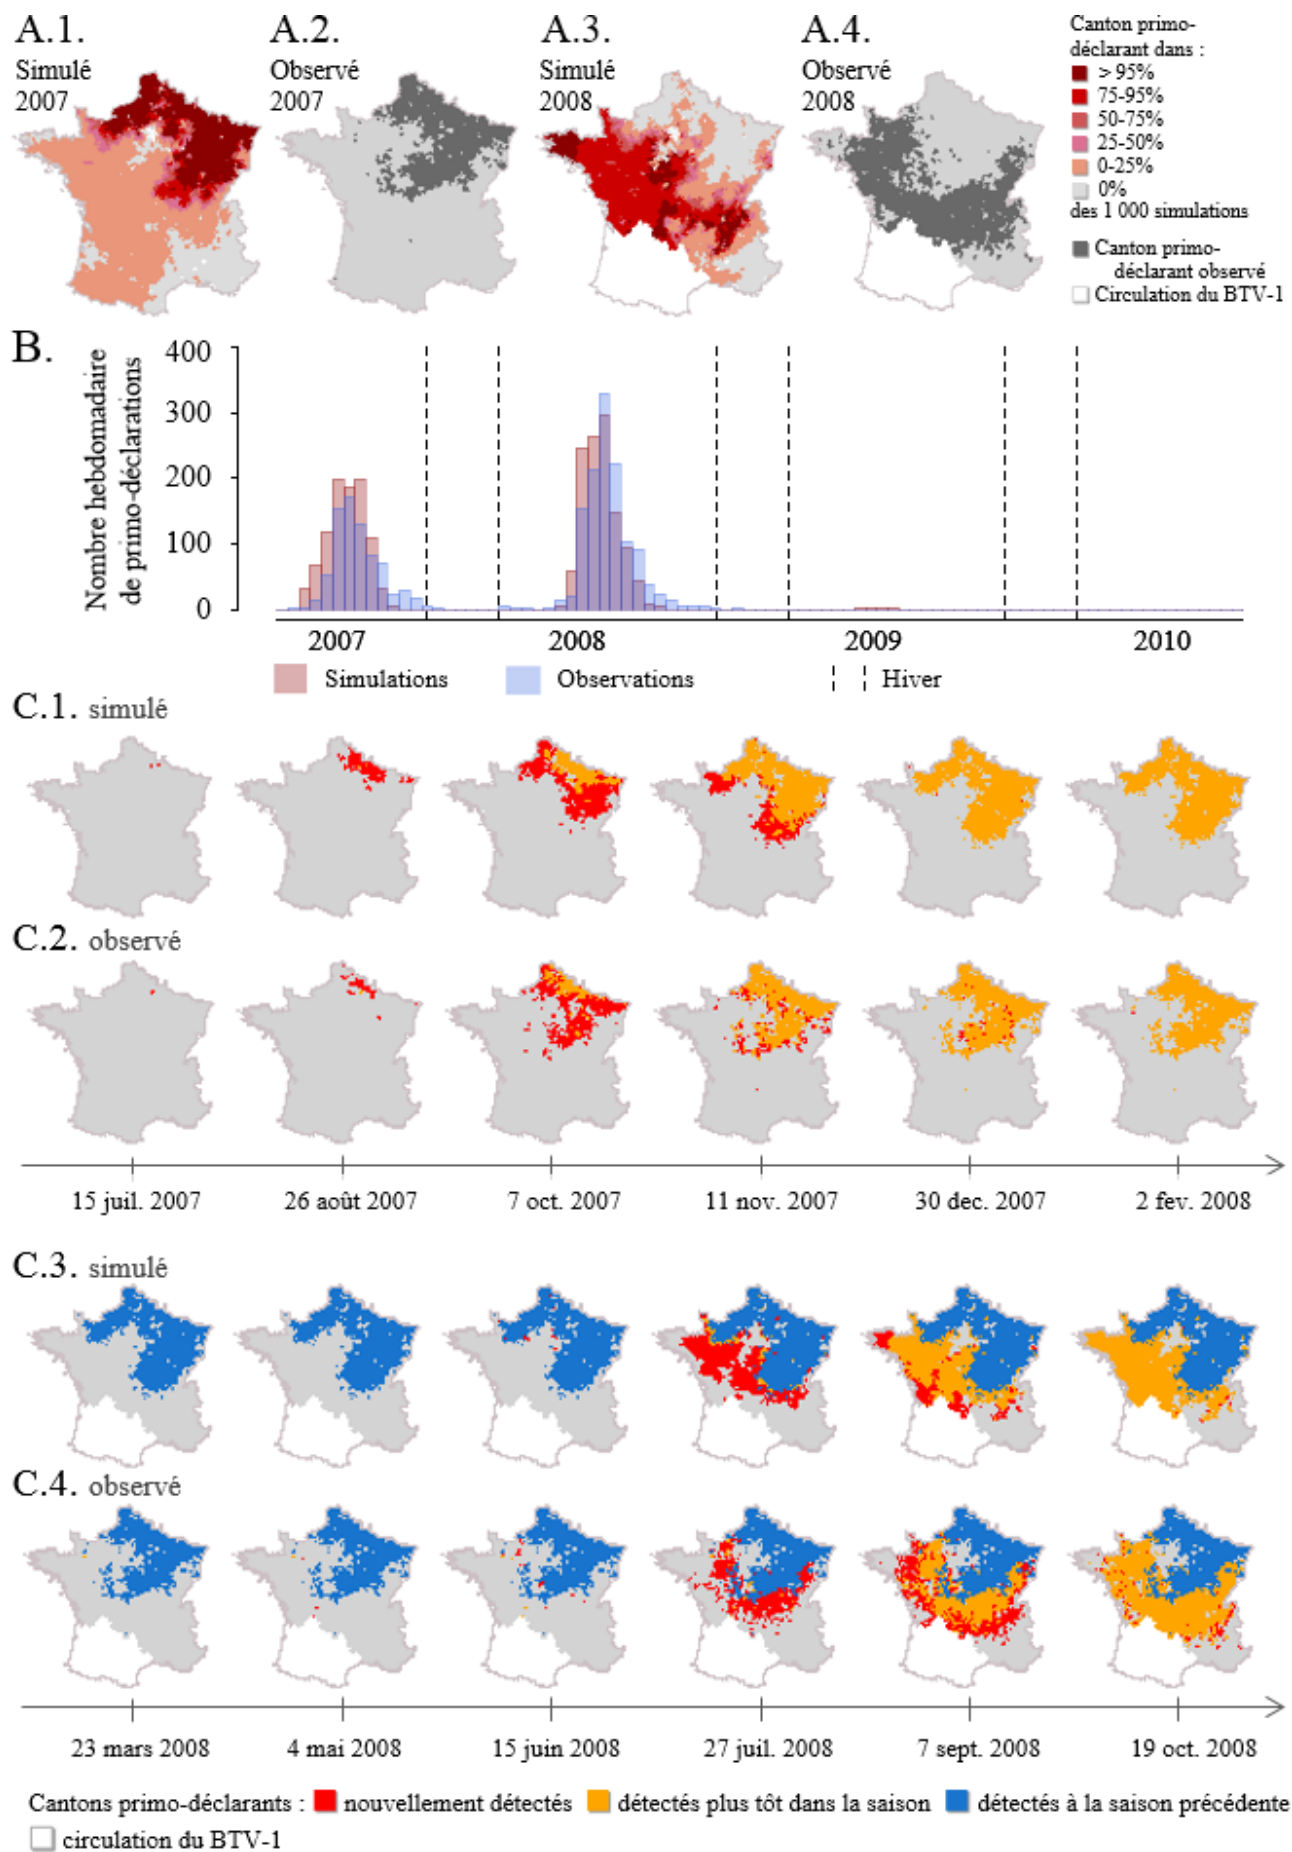 A.1.
Simulé
2007
A.2.
Observé
2007
A.3.
Simulé
2008
A.4.
Observé
2008
Canton primo-
déclarant dans :
> 95%
75-95%
50-75%
25-50%
0-25%
0%
des 1 000 simulations
Canton primo-
déclarant observé
Circulation du BTV-1
B.
Nombre hebdomadaire
de primo-déclarations
400
300
200
100
0
2007 2008 2009 2010
Simulations Observations Hiver
C.1. simulé
C.2. observé
15 juil. 2007 26 août 2007 7 oct. 2007 11 nov. 2007 30 dec. 2007 2 fev. 2008
C.3. simulé
C.4. observé
23 mars 2008 4 mai 2008 15 juin 2008 27 juil. 2008 7 sept. 2008 19 oct. 2008
Cantons primo-déclarants : nouvellement détectés détectés plus tôt dans la saison détectés à la saison précédente
circulation du BTV-1